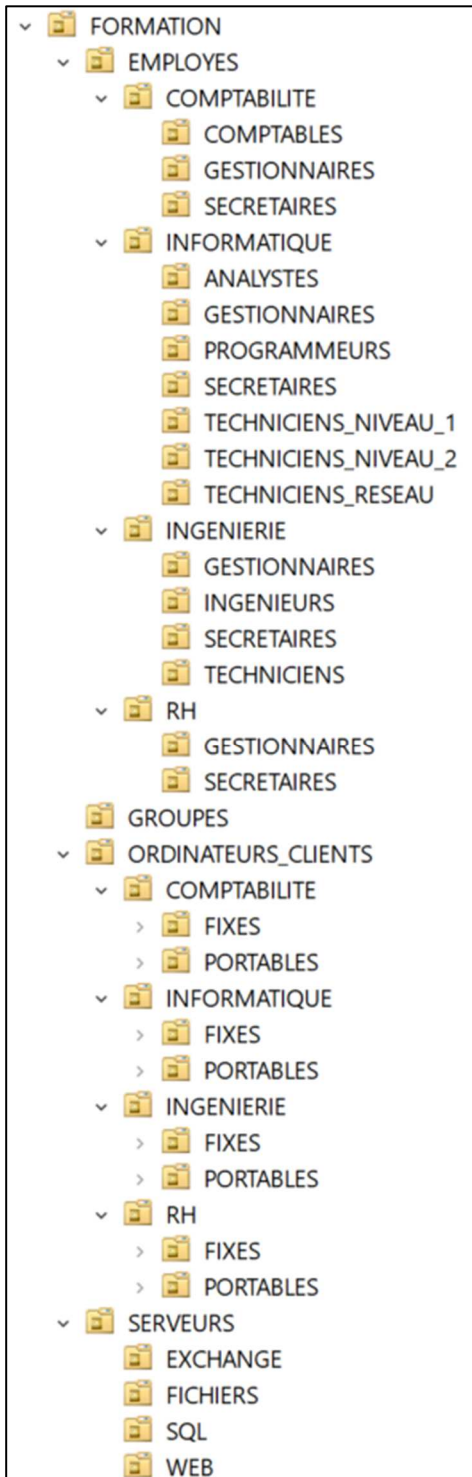 FORMATION
EMPLOYES
COMPTABILITE
COMPTABLES
GESTIONNAIRES
SECRETAIRES
INFORMATIQUE
ANALYSTES
GESTIONNAIRES
PROGRAMMEURS
SECRETAIRES
TECHNICIENS_NIVEAU_1
TECHNICIENS_NIVEAU_2
TECHNICIENS_RESEAU
INGENIERIE
GESTIONNAIRES
INGENIEURS
SECRETAIRES
TECHNICIENS
RH
GESTIONNAIRES
SECRETAIRES
GROUPES
ORDINATEURS_CLIENTS
COMPTABILITE
FIXES
PORTABLES
INFORMATIQUE
FIXES
PORTABLES
INGENIERIE
FIXES
PORTABLES
RH
FIXES
PORTABLES
SERVEURS
EXCHANGE
FICHIERS
SQL
WEB